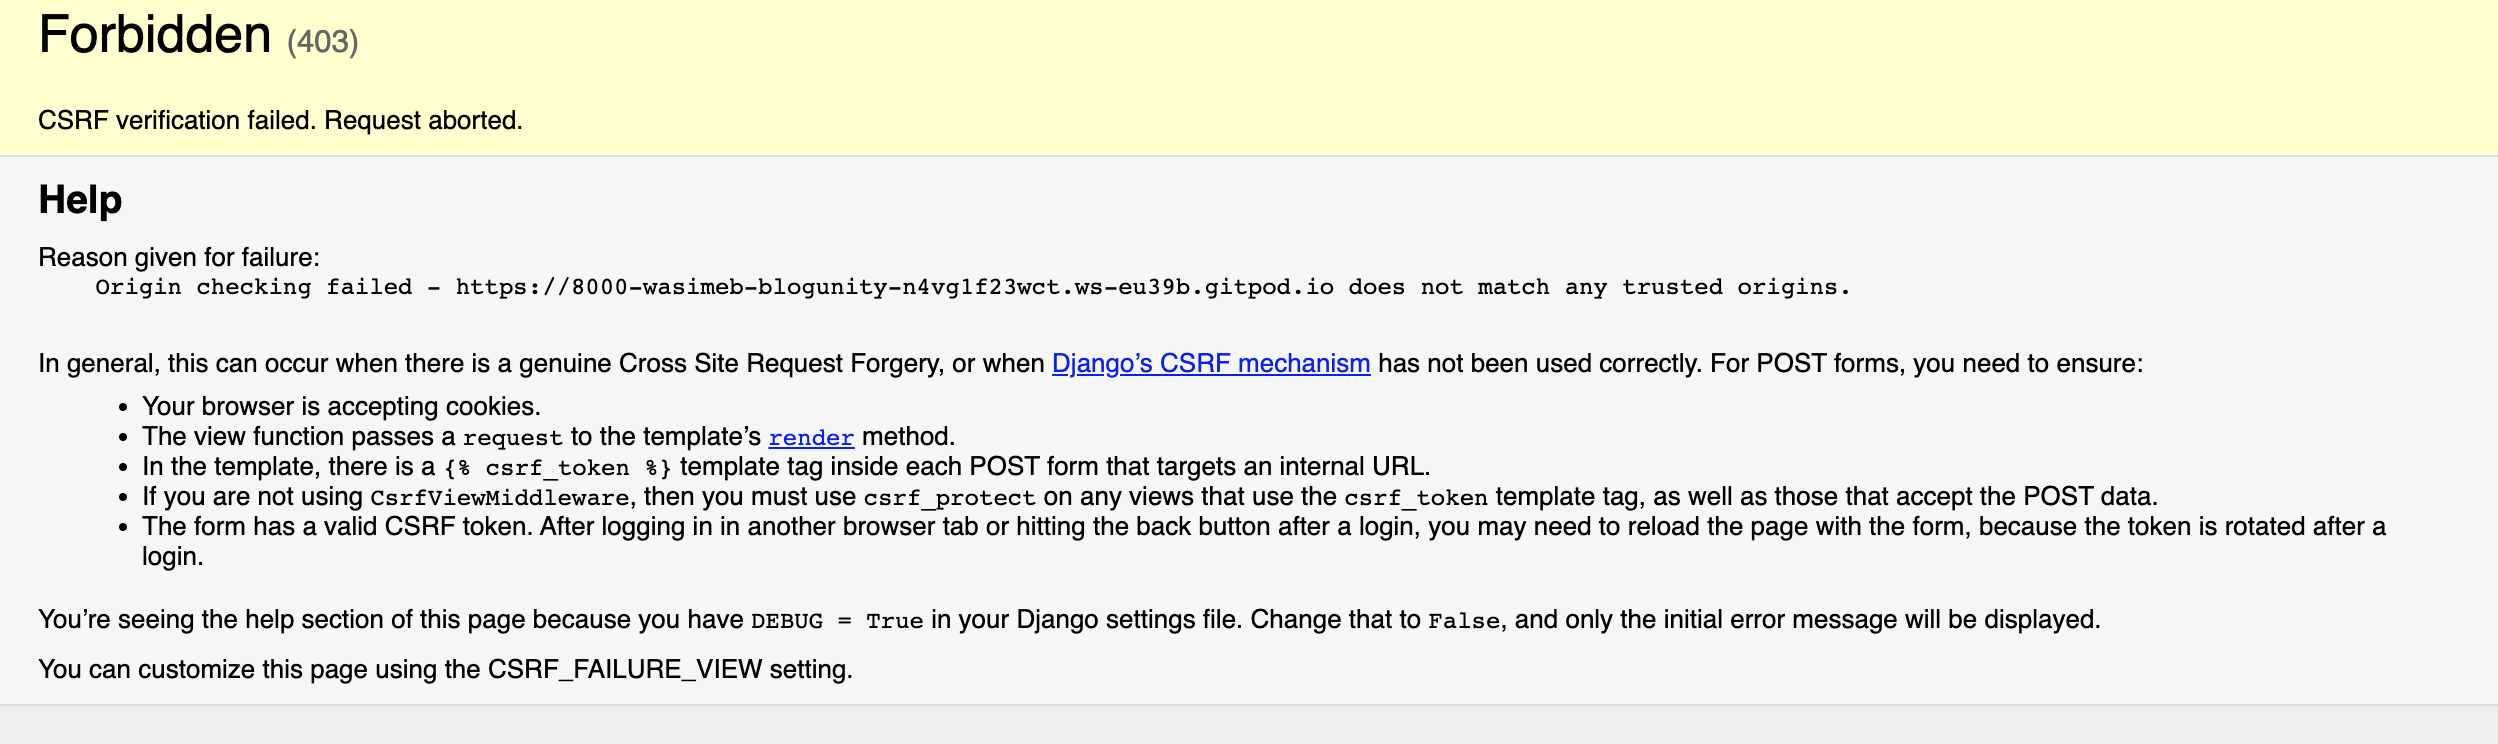 Forbidden (403)
CSRF verification failed. Request aborted.
Help
Reason given for failure:
Origin checking failed - https://8000-wasimeb-blogunity-n4vg1f23wct.ws-eu39b.gitpod.io does not match any trusted origins.
In general, this can occur when there is a genuine Cross Site Request Forgery, or when Django’s CSRF mechanism has not been used correctly. For POST forms, you need to ensure:
• Your browser is accepting cookies.
• The view function passes a request to the template’s render method.
• In the template, there is a {% csrf_token %} template tag inside each POST form that targets an internal URL.
• If you are not using CsrfViewMiddleware, then you must use csrf_protect on any views that use the csrf_token template tag, as well as those that accept the POST data.
• The form has a valid CSRF token. After logging in in another browser tab or hitting the back button after a login, you may need to reload the page with the form, because the token is rotated after a
login.
You’re seeing the help section of this page because you have DEBUG = True in your Django settings file. Change that to False, and only the initial error message will be displayed.
You can customize this page using the CSRF_FAILURE_VIEW setting.